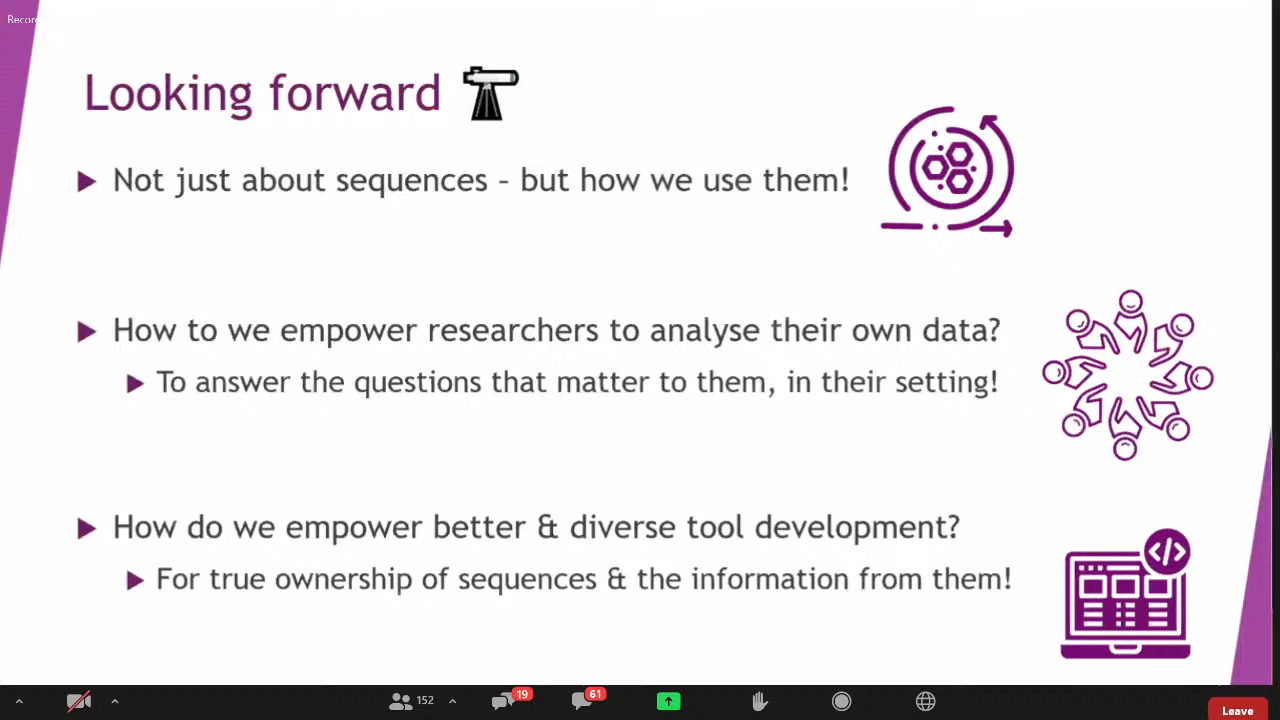 Looking forward
Not just about sequences – but how we use them!
How to we empower researchers to analyse their own data?
To answer the questions that matter to them, in their setting!
How do we empower better & diverse tool development?
For true ownership of sequences & the information from them!
</>
152
19
61
Leave